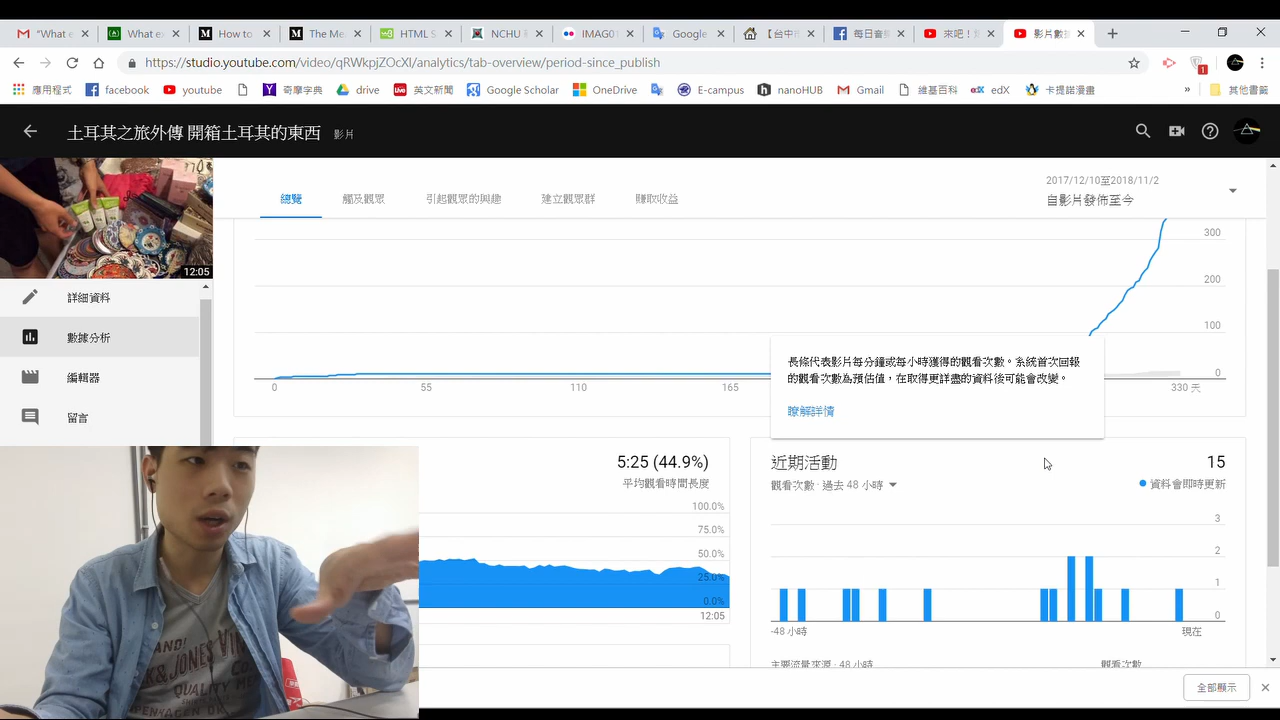 "What e
What ex
How to
The Me
HTML S
NCHU
IMAG01
Google
【台中
每日音
來吧！
影片數
https://studio.youtube.com/video/qRWkpjZOcXI/analytics/tab-overview/period-since_publish
1
應用程式
facebook
youtube
奇摩字典
drive
英文新聞
Google Scholar
OneDrive
E-campus
nanoHUB
Gmail
維基百科
edX
卡提諾漫畫
»
其他書籤
土耳其之旅外傳 開箱土耳其的東西 影片
12:05
詳細資料
數據分析
編輯器
留言
總覽
觸及觀眾
引起觀眾的興趣
建立觀眾群
賺取收益
2017/12/10至2018/11/2
自影片發佈至今
300
200
100
0
0
55
110
165
330 天
長條代表影片每分鐘或每小時獲得的觀看次數。系統首次回報
的觀看次數為預估值，在取得更詳盡的資料後可能會改變。
瞭解詳情
5:25 (44.9%)
平均觀看時間長度
100.0%
75.0%
50.0%
25.0%
0.0%
12:05
近期活動
15
觀看次數 · 過去 48 小時
資料會即時更新
3
2
1
0
-48 小時
現在
主要流量來源 · 48 小時
觀看次數
全部顯示
JONES VIN
QUALITY